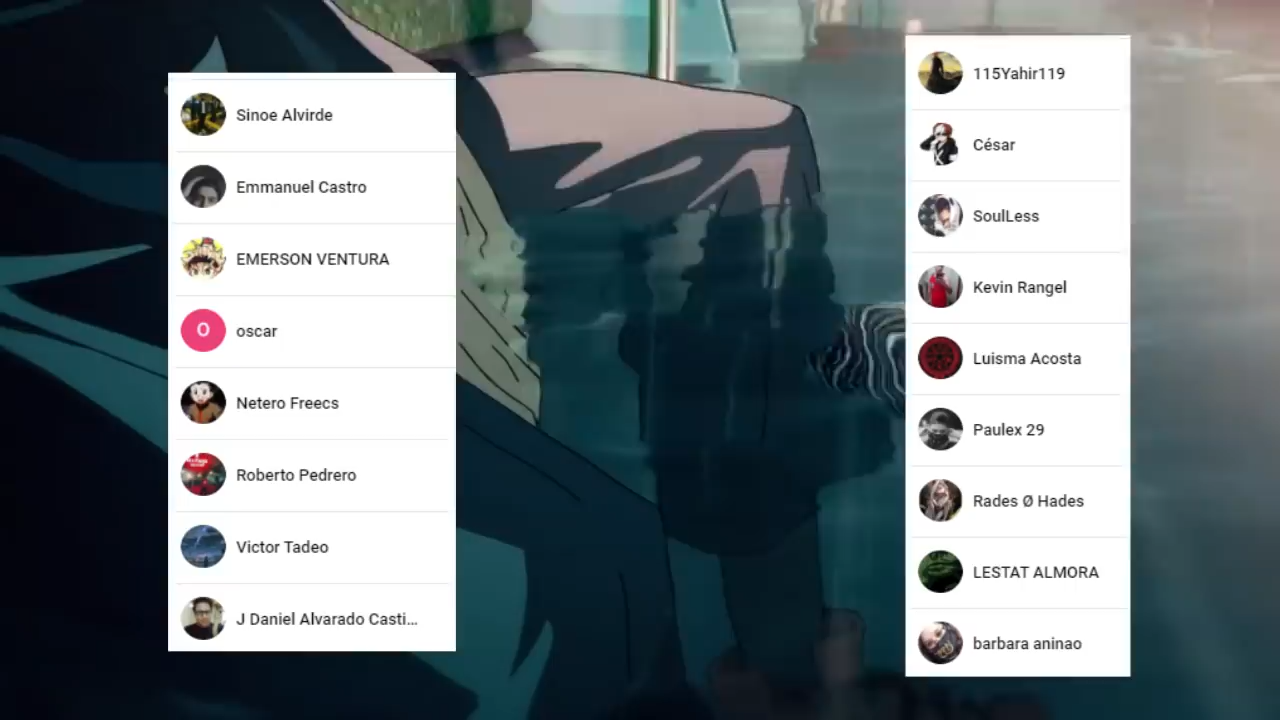 Sinoe Alvirde
Emmanuel Castro
EMERSON VENTURA
O
oscar
Netero Freecs
Roberto Pedrero
Victor Tadeo
J Daniel Alvarado Casti...
115Yahir119
César
SoulLess
Kevin Rangel
Luisma Acosta
Paulex 29
Rades Ø Hades
LESTAT ALMORA
barbara aninao